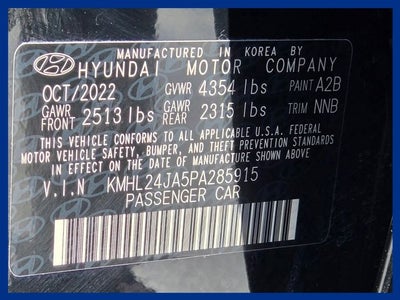 MANUFACTURED IN KOREA BY
HYUNDAI MOTOR COMPANY
OCT/2022 GVWR 4354 lbs PAINT A2B
GAWR FRONT 2513 lbs GAWR REAR 2315 lbs TRIM NNB
THIS VEHICLE CONFORMS TO ALL APPLICABLE U.S.A. FEDERAL
MOTOR VEHICLE SAFETY, BUMPER, AND THEFT PREVENTION STANDARDS
IN EFFECT ON THE DATE OF MANUFACTURE SHOWN ABOVE.
V.I.N KMHL24JA5PA285915
PASSENGER CAR